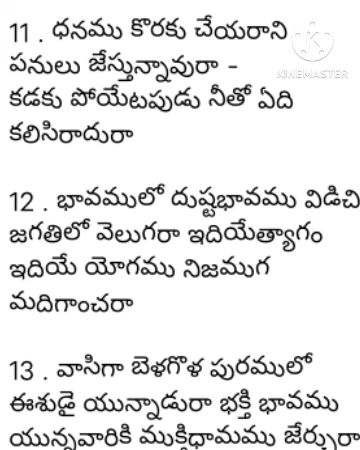 11 . ధనము కొరకు చేయరాని
పనులు జేస్తున్నావురా -
KINEMASTER
కడకు పోయేటపుడు నీతో ఏది
కలిసిరాదురా
12 . భావములో దుష్టభావము విడిచి
జగతిలో వెలుగరా ఇదియేత్యాగం
ఇదియే యోగము నిజముగ
మదిగాంచరా
13 . వాసిగా బెళగొళ పురములో
ఈశుడై యున్నాడురా భక్తి భావము
యున్నవారికి ముక్తిధామము జేర్చురా